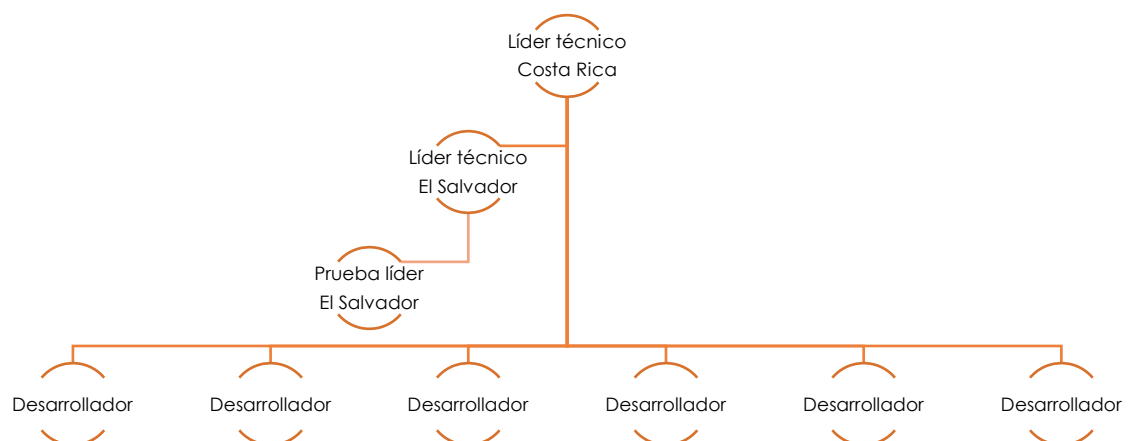 Líder técnico
Costa Rica
Líder técnico
El Salvador
Prueba líder
El Salvador
Desarrollador
Desarrollador
Desarrollador
Desarrollador
Desarrollador
Desarrollador